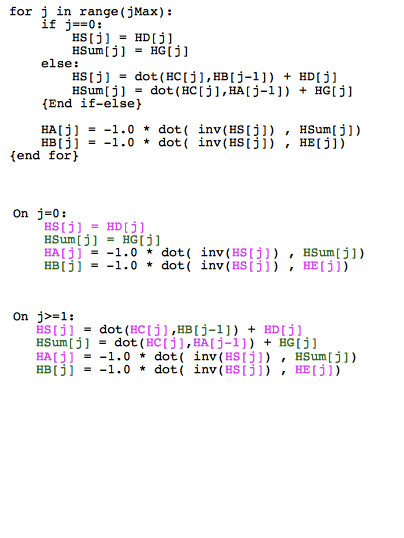 for j in range(jMax):
    if j==0:
        HS[j] = HD[j]
        HSum[j] = HG[j]
    else:
        HS[j] = dot(HC[j],HB[j-1]) + HD[j]
        HSum[j] = dot(HC[j],HA[j-1]) + HG[j]
    {End if-else}
    HA[j] = -1.0 * dot( inv(HS[j]) , HSum[j])
    HB[j] = -1.0 * dot( inv(HS[j]) , HE[j])
{end for}
On j=0:
    HS[j] = HD[j]
    HSum[j] = HG[j]
    HA[j] = -1.0 * dot( inv(HS[j]) , HSum[j])
    HB[j] = -1.0 * dot( inv(HS[j]) , HE[j])
On j>=1:
    HS[j] = dot(HC[j],HB[j-1]) + HD[j]
    HSum[j] = dot(HC[j],HA[j-1]) + HG[j]
    HA[j] = -1.0 * dot( inv(HS[j]) , HSum[j])
    HB[j] = -1.0 * dot( inv(HS[j]) , HE[j])